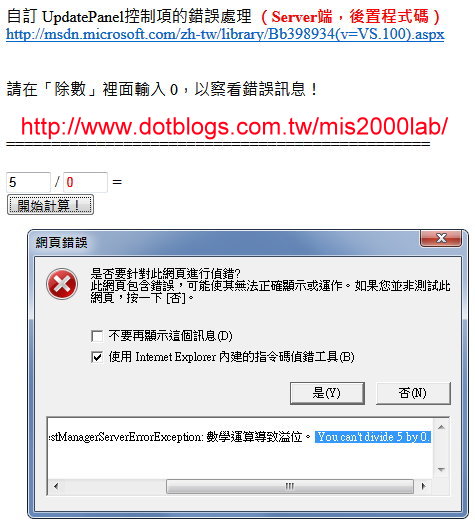 自訂 UpdatePanel控制項的錯誤處理 （Server端，後置程式碼）
http://msdn.microsoft.com/zh-tw/library/Bb398934(v=VS.100).aspx
請在「除數」裡面輸入 0，以察看錯誤訊息！
http://www.dotblogs.com.tw/mis2000lab/
=============================================
5 / 0 =
開始計算！
網頁錯誤
是否要針對此網頁進行偵錯?
此網頁包含錯誤，可能使其無法正確顯示或運作。如果您並非測試此
網頁，按一下 [否]。
不要再顯示這個訊息(D)
使用 Internet Explorer 內建的指令碼偵錯工具(B)
是(Y) 否(N)
estManagerServerErrorException: 數學運算導致溢位。 You can't divide 5 by 0.